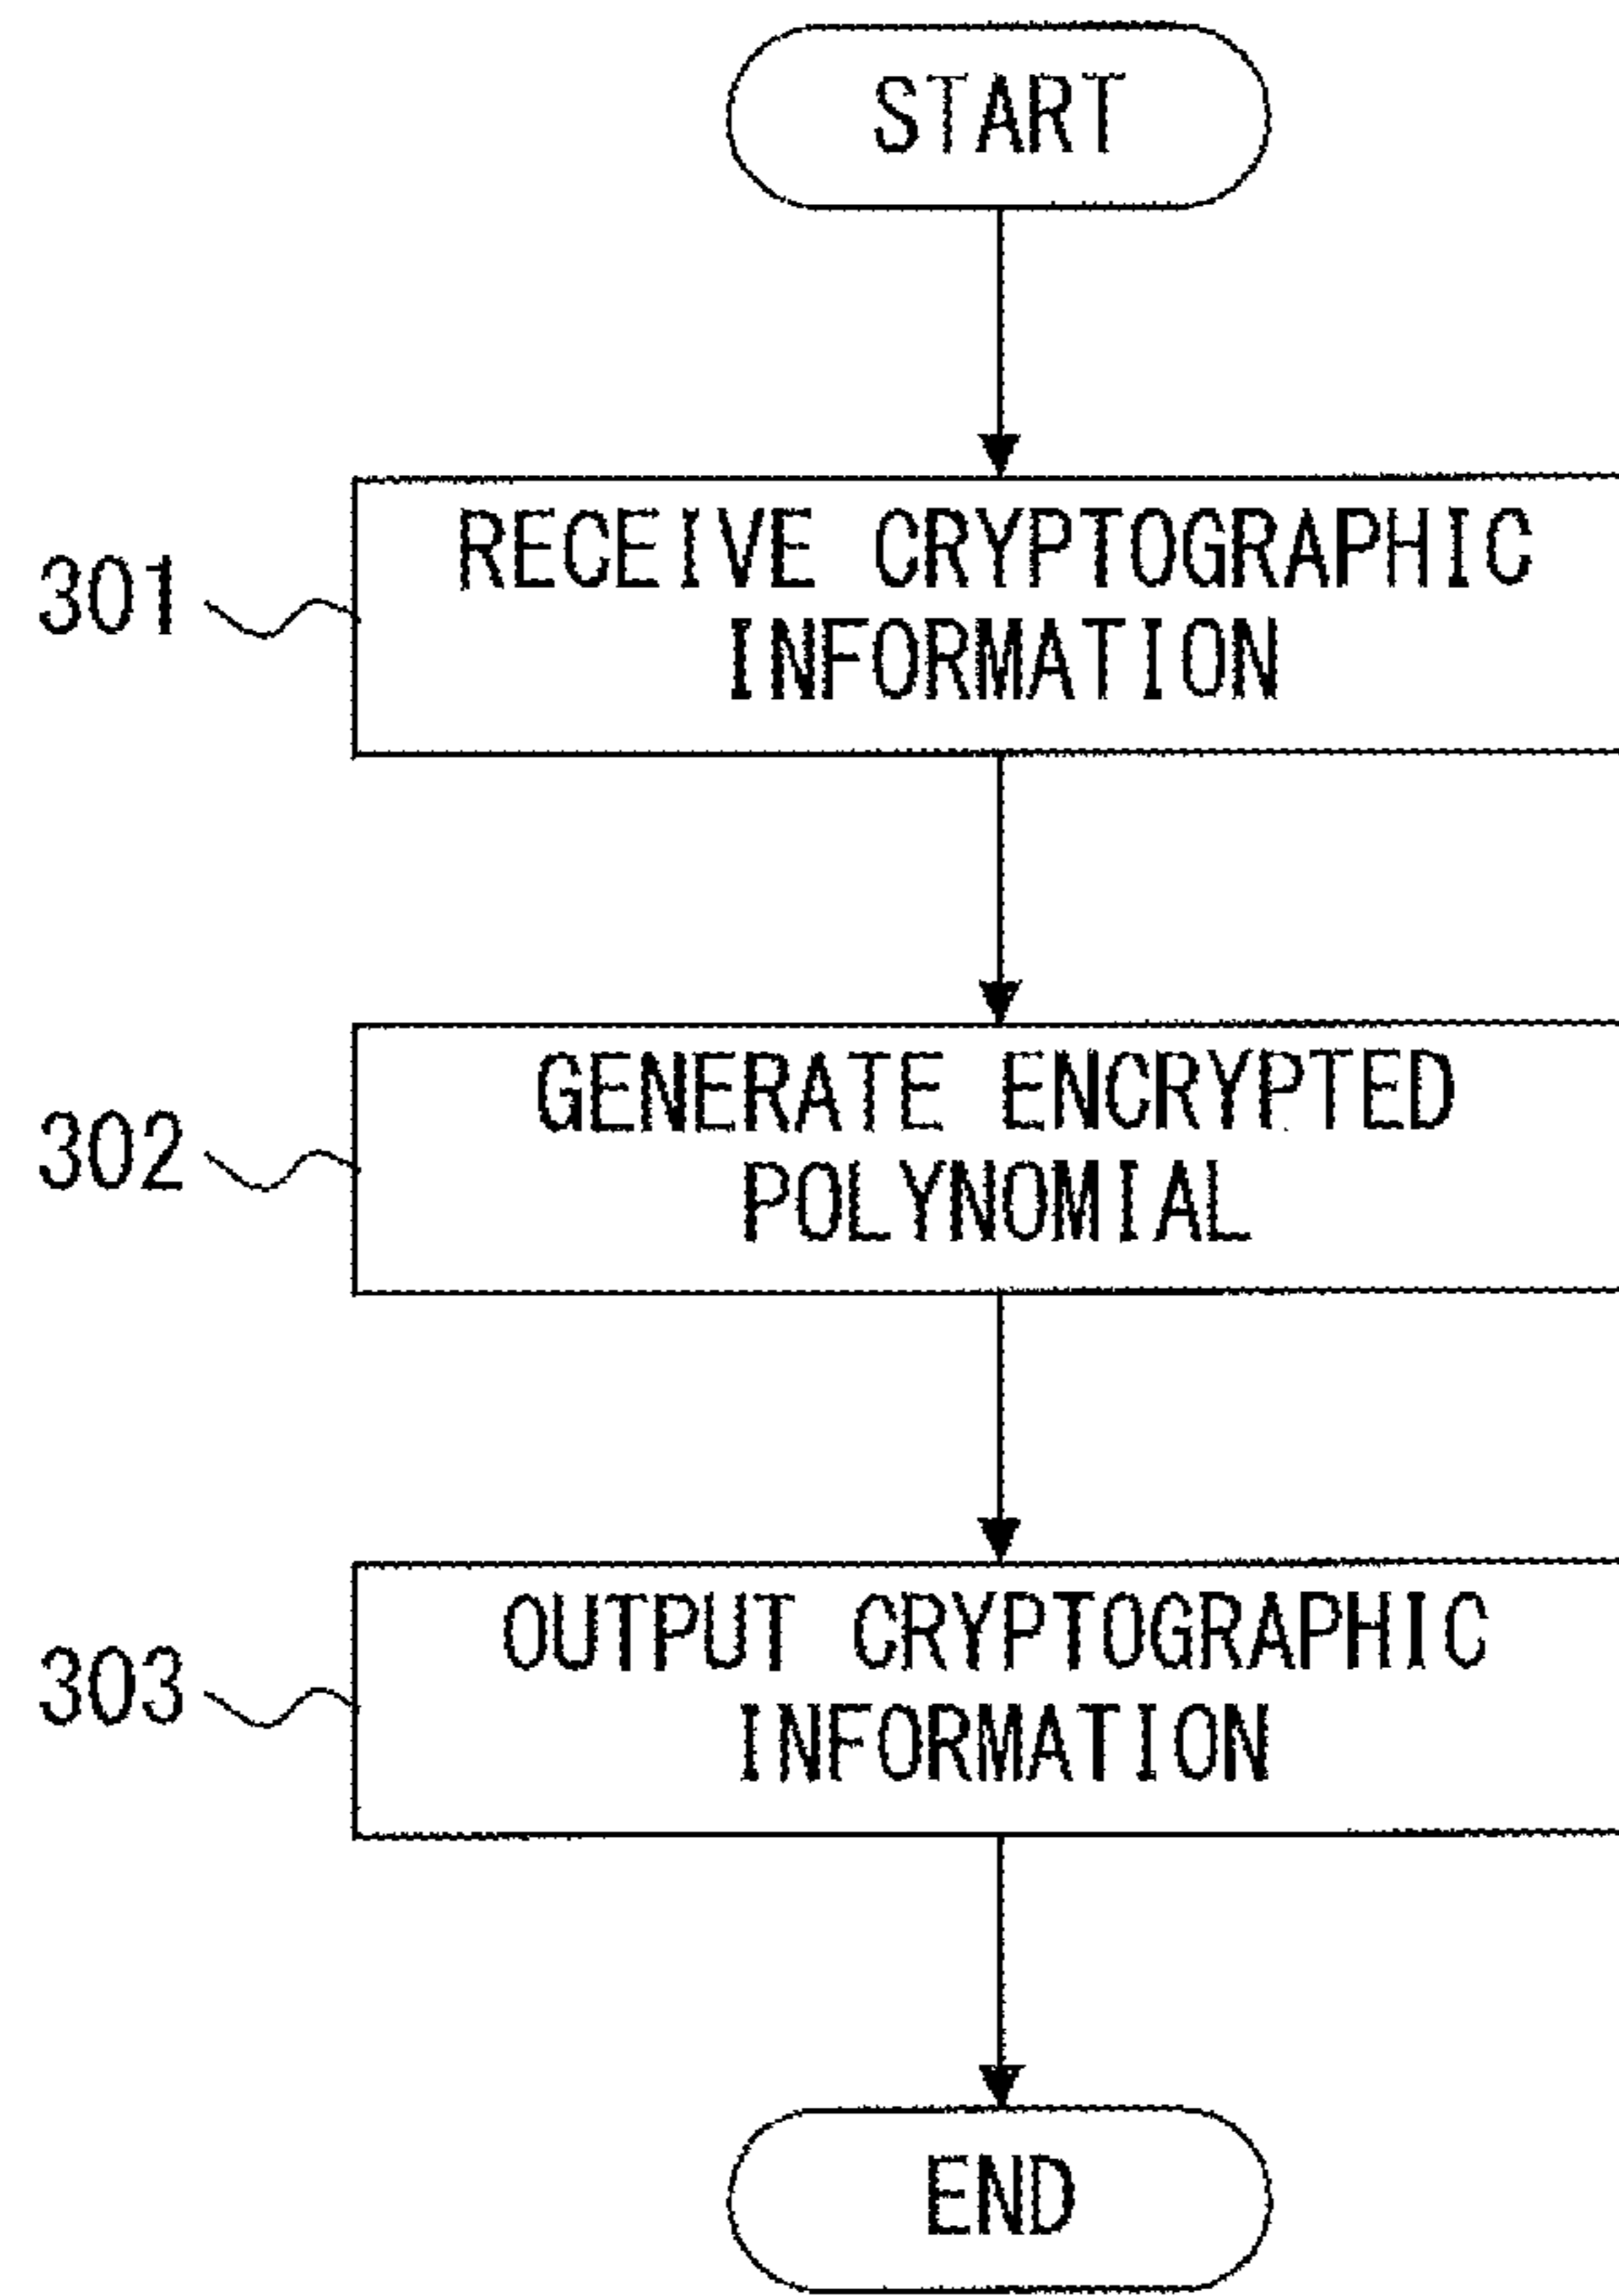 START
301
RECEIVE CRYPTOGRAPHIC
INFORMATION
302
GENERATE ENCRYPTED
POLYNOMIAL
303
OUTPUT CRYPTOGRAPHIC
INFORMATION
END